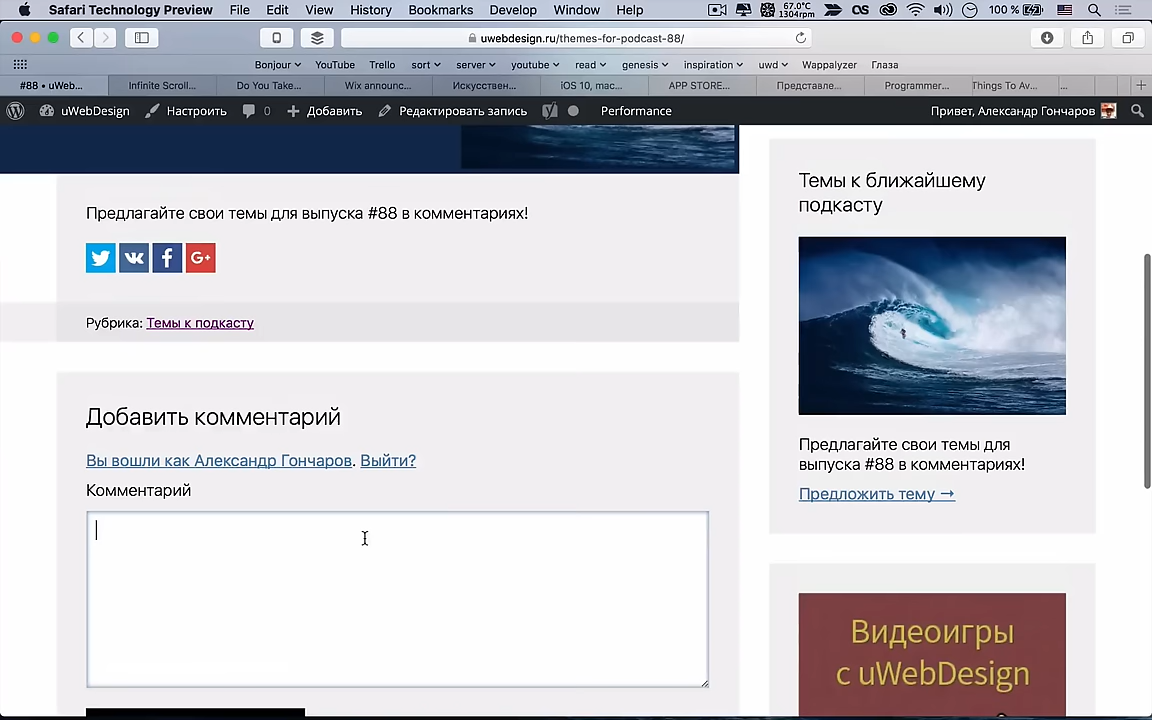 Safari Technology Preview File Edit View History Bookmarks Develop Window Help 67.0°C 1304rpm 100 %
uwebdesign.ru/themes-for-podcast-88/
Bonjour YouTube Trello sort server youtube read genesis inspiration uwd Wappalyzer Глаза
#88 • uWeb... Infinite Scroll... Do You Take... Wix announc... Искусствен... iOS 10, mac... APP STORE... Представле... Programmer... Things To Av... ...
uWebDesign Настроить 0 Добавить Редактировать запись Performance Привет, Александр Гончаров
Предлагайте свои темы для выпуска #88 в комментариях!
G+
Рубрика: Темы к подкасту
Добавить комментарий
Вы вошли как Александр Гончаров. Выйти?
Комментарий
Темы к ближайшему
подкасту
Предлагайте свои темы для
выпуска #88 в комментариях!
Предложить тему →
Видеоигры
с uWebDesign